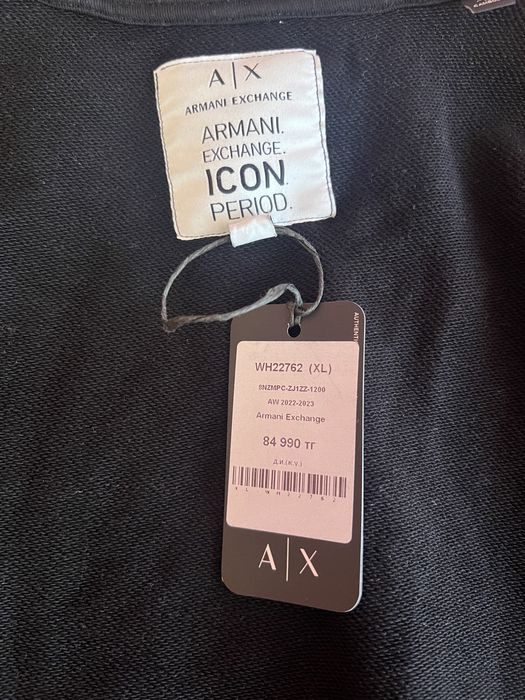 A|X
ARMANI EXCHANGE
ARMANI.
EXCHANGE.
ICON.
PERIOD.
WH22762 (XL)
8NZMPC-ZJ1ZZ-1200
AW 2022-2023
Armani Exchange
84 990 тг
Д.И.(К.У.)
A|X